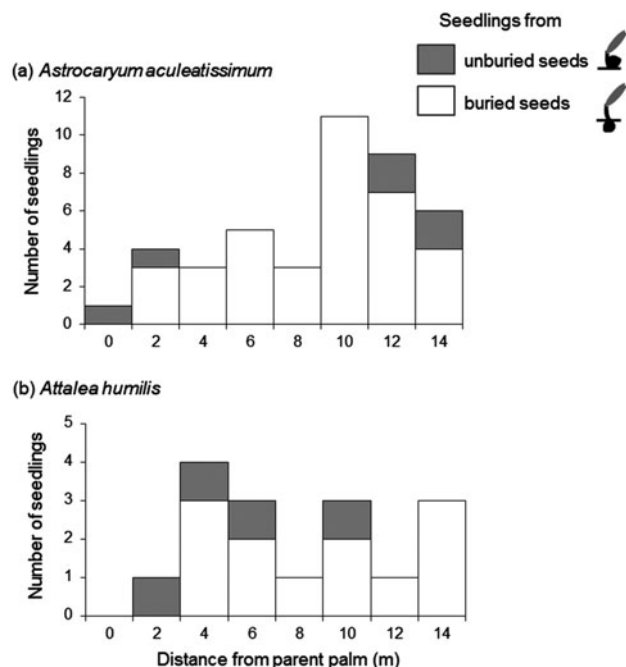 Seedlings from
unburied seeds
buried seeds
(a) Astrocaryum aculeatissimum
Number of seedlings
12
10
8
6
4
2
0
0 2 4 6 8 10 12 14
(b) Attalea humilis
Number of seedlings
5
4
3
2
1
0
0 2 4 6 8 10 12 14
Distance from parent palm (m)